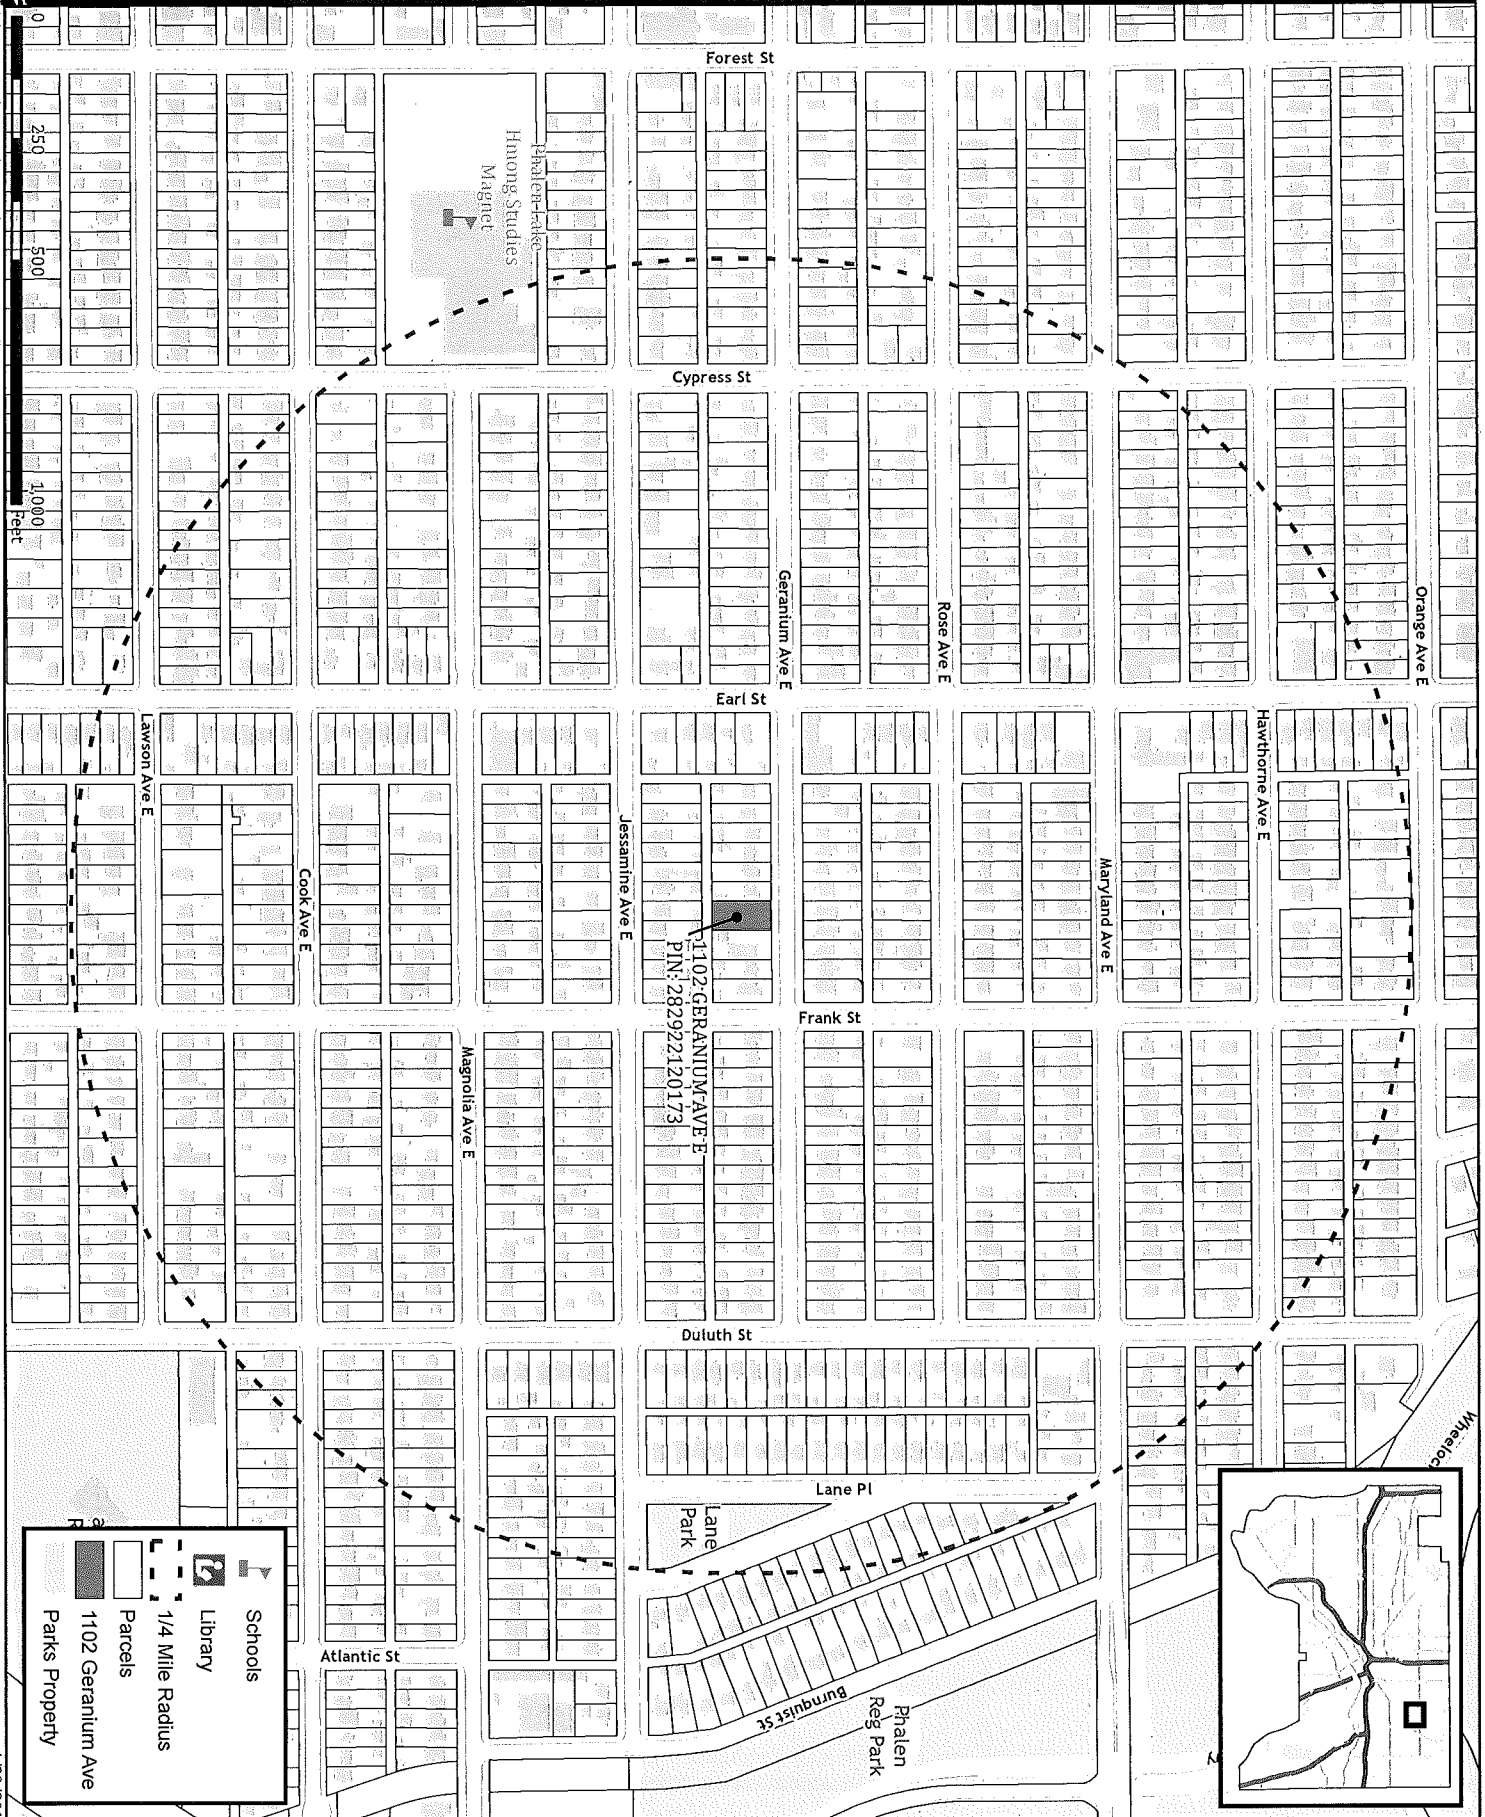 Forest St
Phalen Lake
Hmong Studies
Magnet
0
250
500
1,000
Feet
Cypress St
Geranium Ave E
Rose Ave E
Orange Ave E
Earl St
Lawson Ave E
Hawthorne Ave E
Jessamine Ave E
Cook Ave E
Maryland Ave E
1102 GERANIUM AVE E
PIN: 282922120173
Frank St
Magnolia Ave E
Duluth St
Lane Pl
Lane
Park
Atlantic St
Burnquist St
Phalen
Reg Park
Schools
Library
1/4 Mile Radius
Parcels
1102 Geranium Ave
Parks Property